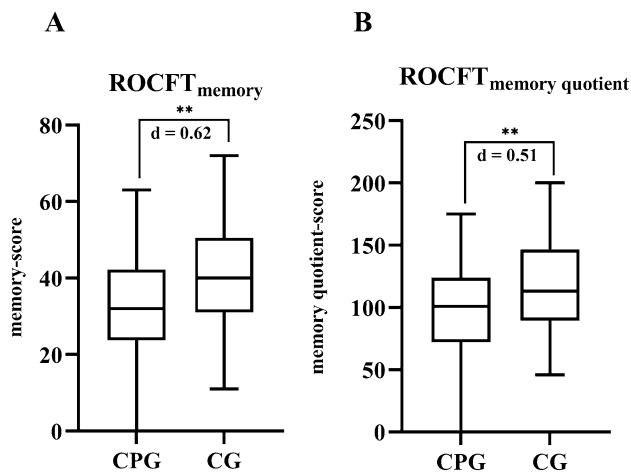 A
ROCFTmemory
**
d = 0.62
memory-score
80
60
40
20
0
CPG
CG
B
ROCFTmemory quotient
**
d = 0.51
memory quotient-score
250
200
150
100
50
0
CPG
CG